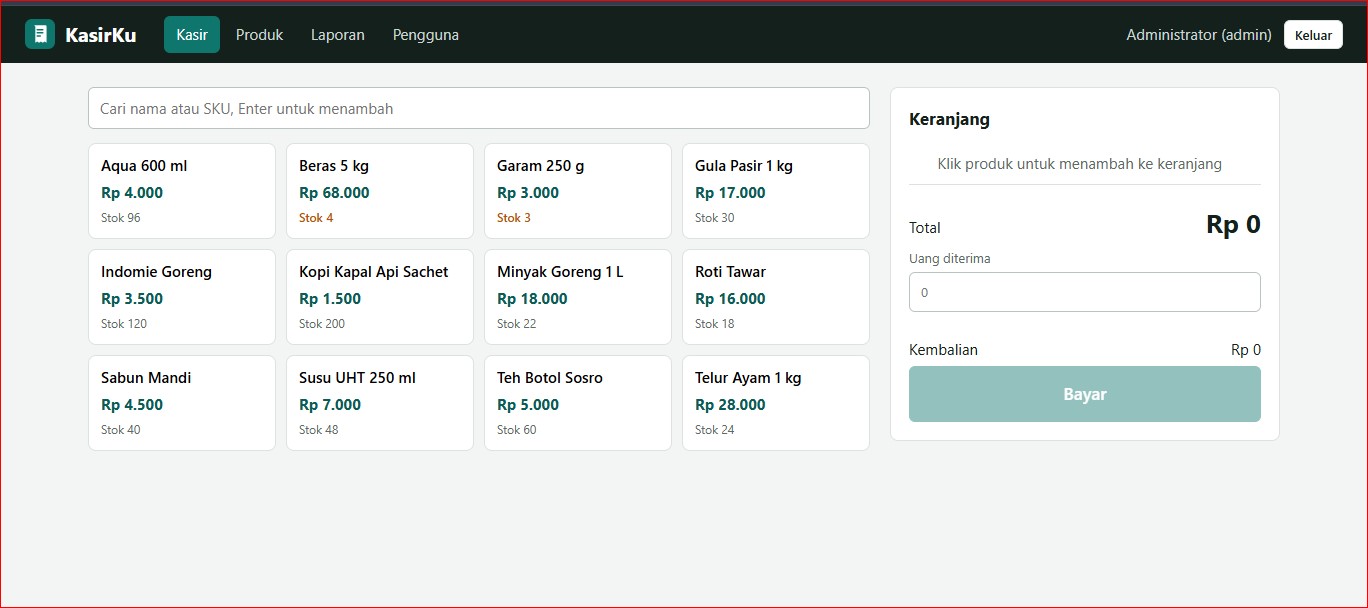 KasirKu
Kasir
Produk
Laporan
Pengguna
Administrator (admin)
Keluar
Cari nama atau SKU, Enter untuk menambah
Aqua 600 ml
Rp 4.000
Stok 96
Beras 5 kg
Rp 68.000
Stok 4
Garam 250 g
Rp 3.000
Stok 3
Gula Pasir 1 kg
Rp 17.000
Stok 30
Indomie Goreng
Rp 3.500
Stok 120
Kopi Kapal Api Sachet
Rp 1.500
Stok 200
Minyak Goreng 1 L
Rp 18.000
Stok 22
Roti Tawar
Rp 16.000
Stok 18
Sabun Mandi
Rp 4.500
Stok 40
Susu UHT 250 ml
Rp 7.000
Stok 48
Teh Botol Sosro
Rp 5.000
Stok 60
Telur Ayam 1 kg
Rp 28.000
Stok 24
Keranjang
Klik produk untuk menambah ke keranjang
Total Rp 0
Uang diterima
0
Kembalian Rp 0
Bayar